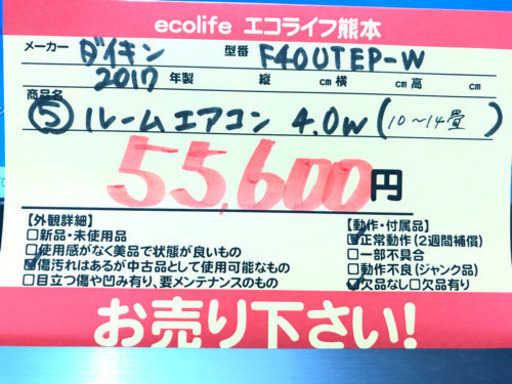 ecolife エコライフ熊本
メーカー ダイキン 型番 F40UTEP-W
2017 年製 縦 cm 横 cm 高 cm
商品名
⑤ ルームエアコン 4.0w (10〜14畳)
55,600円
【外観詳細】 【動作・付属品】
□新品・未使用品 ☑正常動作(2週間補償)
□使用感がなく美品で状態が良いもの □一部不具合
☑傷汚れはあるが中古品として使用可能なもの □動作不良(ジャンク品)
□目立つ傷や凹み有り、要メンテナンスのもの ☑欠品なし□欠品有り
お売り下さい!